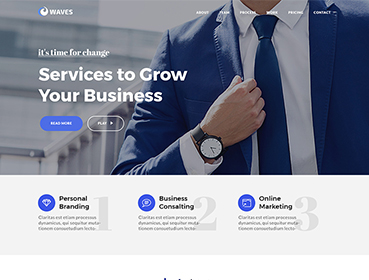 WAVES
ABOUT TEAM PROCESS WORK PRICING CONTACT
it's time for change
Services to Grow
Your Business
READ MORE PLAY
Personal
Branding
1
Claritas est etiam processus
dynamicus, qui sequitur mutationem
consuetudium lecto.
Business
Consalting
2
Claritas est etiam processus
dynamicus, qui sequitur mutationem
consuetudium lecto.
Online
Marketing
3
Claritas est etiam processus
dynamicus, qui sequitur mutationem
consuetudium lecto.